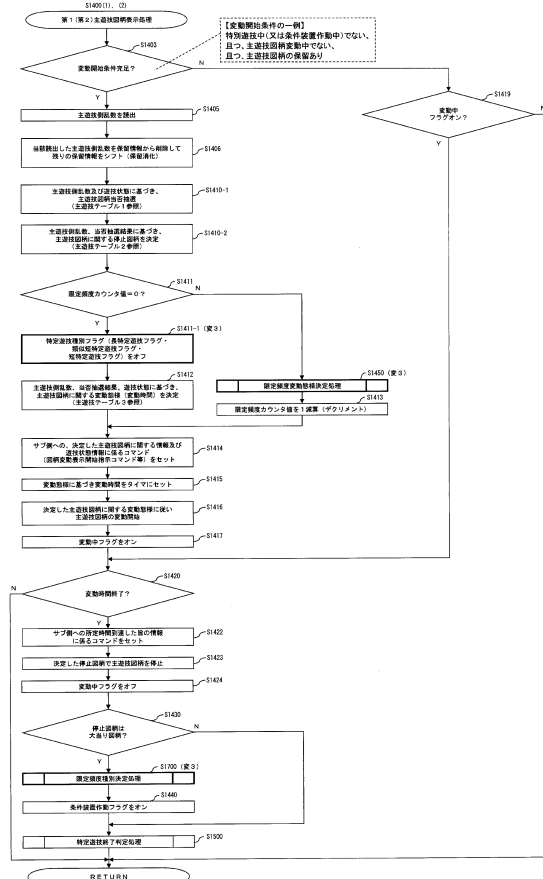 S1400(1)、(2)
第1(第2)主遊技図柄表示処理
【変動開始条件の一例】
特別遊技中(又は条件装置作動中)でない、
且つ、主遊技図柄変動中でない、
且つ、主遊技図柄の保留あり
S1403
変動開始条件充足?
N
Y
S1419
変動中
フラグオン?
N
Y
S1405
主遊技側乱数を読出
S1406
当該読出した主遊技側乱数を保留情報から削除して
残りの保留情報をシフト(保留消化)
S1410-1
主遊技側乱数及び遊技状態に基づき、
主遊技図柄当否抽選
(主遊技テーブル1参照)
S1410-2
主遊技側乱数、当否抽選結果に基づき、
主遊技図柄に関する停止図柄を決定
(主遊技テーブル2参照)
S1411
限定頻度カウンタ値=0?
N
Y
S1411-1(変3)
特定遊技種別フラグ(長特定遊技フラグ・
類似短特定遊技フラグ・
短特定遊技フラグ)をオフ
S1412
主遊技側乱数、当否抽選結果、遊技状態に基づき、
主遊技図柄に関する変動態様(変動時間)を決定
(主遊技テーブル3参照)
S1450(変3)
限定頻度変動態様決定処理
S1413
限定頻度カウンタ値を1減算(デクリメント)
S1414
サブ側への、決定した主遊技図柄に関する情報及び
遊技状態情報に係るコマンド
(図柄変動表示開始指示コマンド等)をセット
S1415
変動態様に基づき変動時間をタイマにセット
S1416
決定した主遊技図柄に関する変動態様に従い
主遊技図柄の変動開始
S1417
変動中フラグをオン
S1420
変動時間終了?
N
Y
S1422
サブ側への所定時間到達した旨の情報
に係るコマンドをセット
S1423
決定した停止図柄で主遊技図柄を停止
S1424
変動中フラグをオフ
S1430
停止図柄は
大当り図柄?
N
Y
S1700(変3)
限定頻度種別決定処理
S1440
条件装置作動フラグをオン
S1500
特定遊技終了判定処理
RETURN